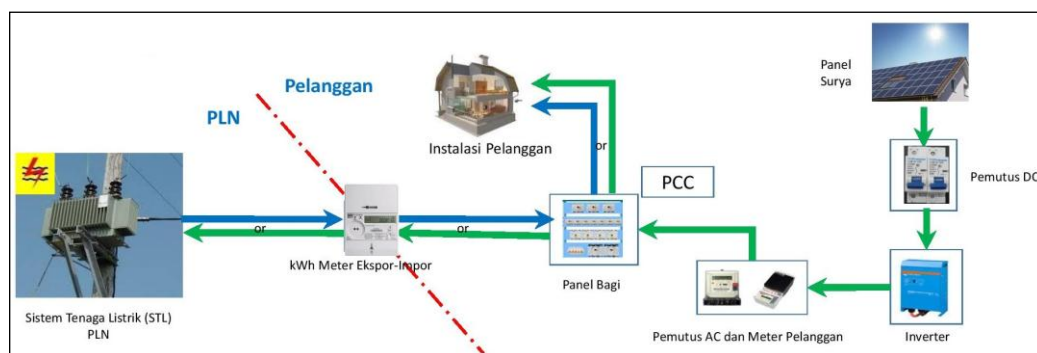 Pelanggan
PLN
Instalasi Pelanggan
or
PCC
Panel
Surya
Pemutus DC
or
or
kWh Meter Ekspor-Impor
Panel Bagi
Sistem Tenaga Listrik (STL)
PLN
Pemutus AC dan Meter Pelanggan
Inverter